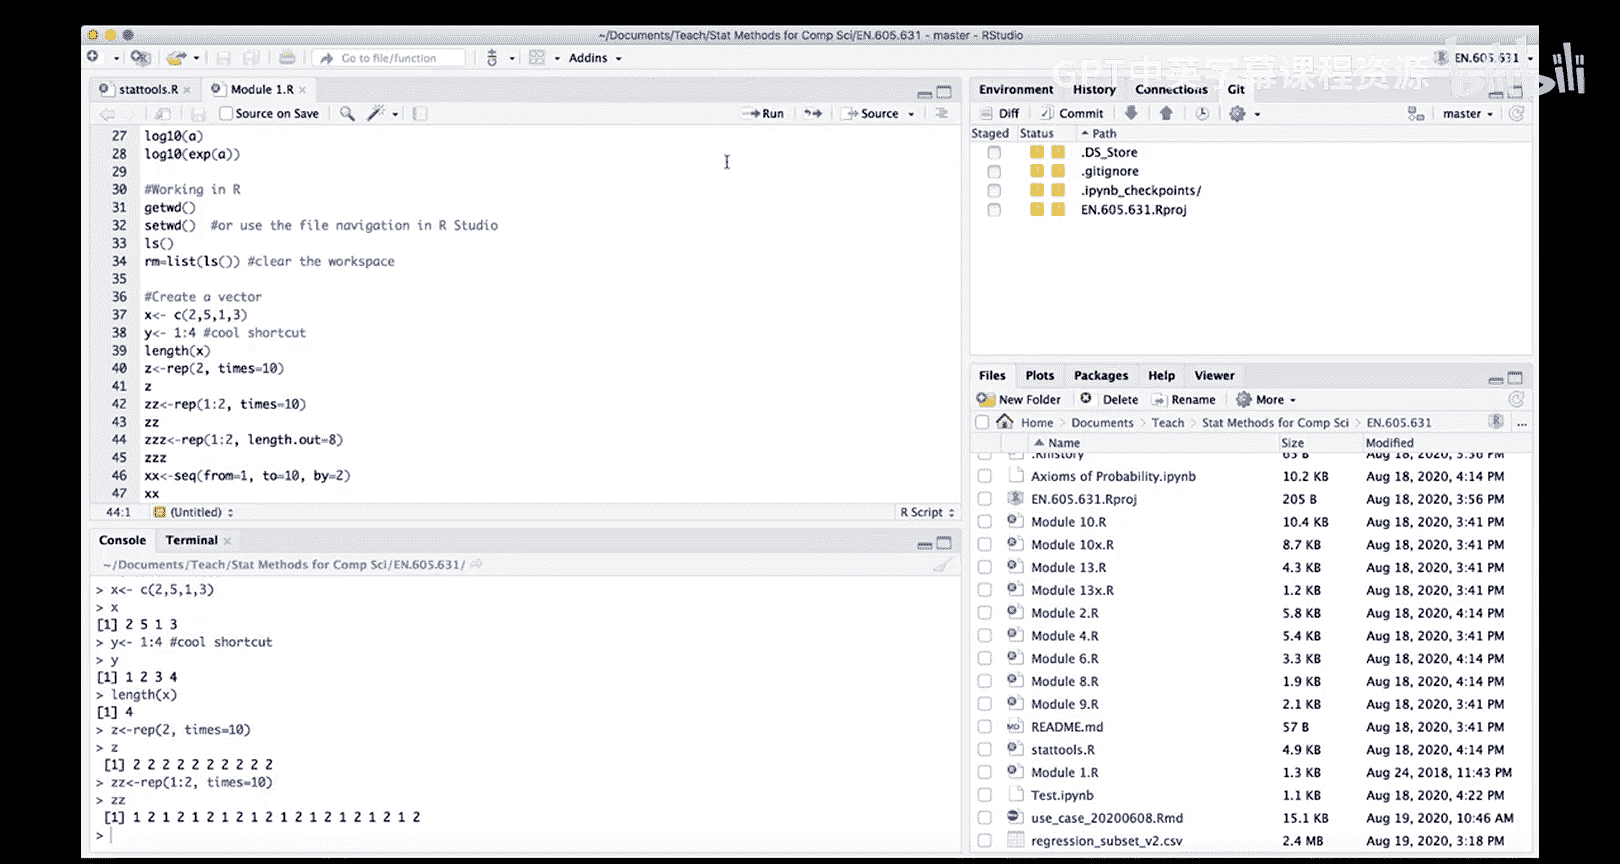 ~/Documents/Teach/Stat Methods for Comp Sci/EN.605.631 - master - RStudio
Go to file/function
Addins
EN.605.631
GPT中英字幕课程资源
stattools.R
Module 1.R
Source on Save
Run
Source
27 log10(a)
28 log10(exp(a))
29
30 #Working in R
31 getwd()
32 setwd()  #or use the file navigation in R Studio
33 ls()
34 rm=list(ls()) #clear the workspace
35
36 #Create a vector
37 x<- c(2,5,1,3)
38 y<- 1:4 #cool shortcut
39 length(x)
40 z<-rep(2, times=10)
41 z
42 zz<-rep(1:2, times=10)
43 zz
44 zzz<-rep(1:2, length.out=8)
45 zzz
46 xx<-seq(from=1, to=10, by=2)
47 xx
44:1 (Untitled) R Script
Console Terminal
~/Documents/Teach/Stat Methods for Comp Sci/EN.605.631/
> x<- c(2,5,1,3)
> x
[1] 2 5 1 3
> y<- 1:4 #cool shortcut
> y
[1] 1 2 3 4
> length(x)
[1] 4
> z<-rep(2, times=10)
> z
[1] 2 2 2 2 2 2 2 2 2 2
> zz<-rep(1:2, times=10)
> zz
[1] 1 2 1 2 1 2 1 2 1 2 1 2 1 2 1 2 1 2 1 2
>
Environment History Connections Git
Diff Commit master
Staged Status Path
.DS_Store
.gitignore
.ipynb_checkpoints/
EN.605.631.Rproj
Files Plots Packages Help Viewer
New Folder Delete Rename More
Home Documents Teach Stat Methods for Comp Sci EN.605.631 ...
Name Size Modified
.Rhistory 65 B Aug 18, 2020, 3:56 PM
Axioms of Probability.ipynb 10.2 KB Aug 18, 2020, 4:14 PM
EN.605.631.Rproj 205 B Aug 18, 2020, 3:56 PM
Module 10.R 10.4 KB Aug 18, 2020, 3:41 PM
Module 10x.R 8.7 KB Aug 18, 2020, 3:41 PM
Module 13.R 4.3 KB Aug 18, 2020, 3:41 PM
Module 13x.R 1.2 KB Aug 18, 2020, 3:41 PM
Module 2.R 5.8 KB Aug 18, 2020, 4:14 PM
Module 4.R 5.4 KB Aug 18, 2020, 3:41 PM
Module 6.R 3.3 KB Aug 18, 2020, 4:14 PM
Module 8.R 1.9 KB Aug 18, 2020, 4:14 PM
Module 9.R 2.1 KB Aug 18, 2020, 3:41 PM
README.md 57 B Aug 18, 2020, 3:41 PM
stattools.R 4.9 KB Aug 18, 2020, 4:14 PM
Module 1.R 1.3 KB Aug 24, 2018, 11:43 PM
Test.ipynb 1.1 KB Aug 18, 2020, 4:22 PM
use_case_20200608.Rmd 15.1 KB Aug 19, 2020, 10:46 AM
regression_subset_v2.csv 2.4 MB Aug 19, 2020, 3:18 PM